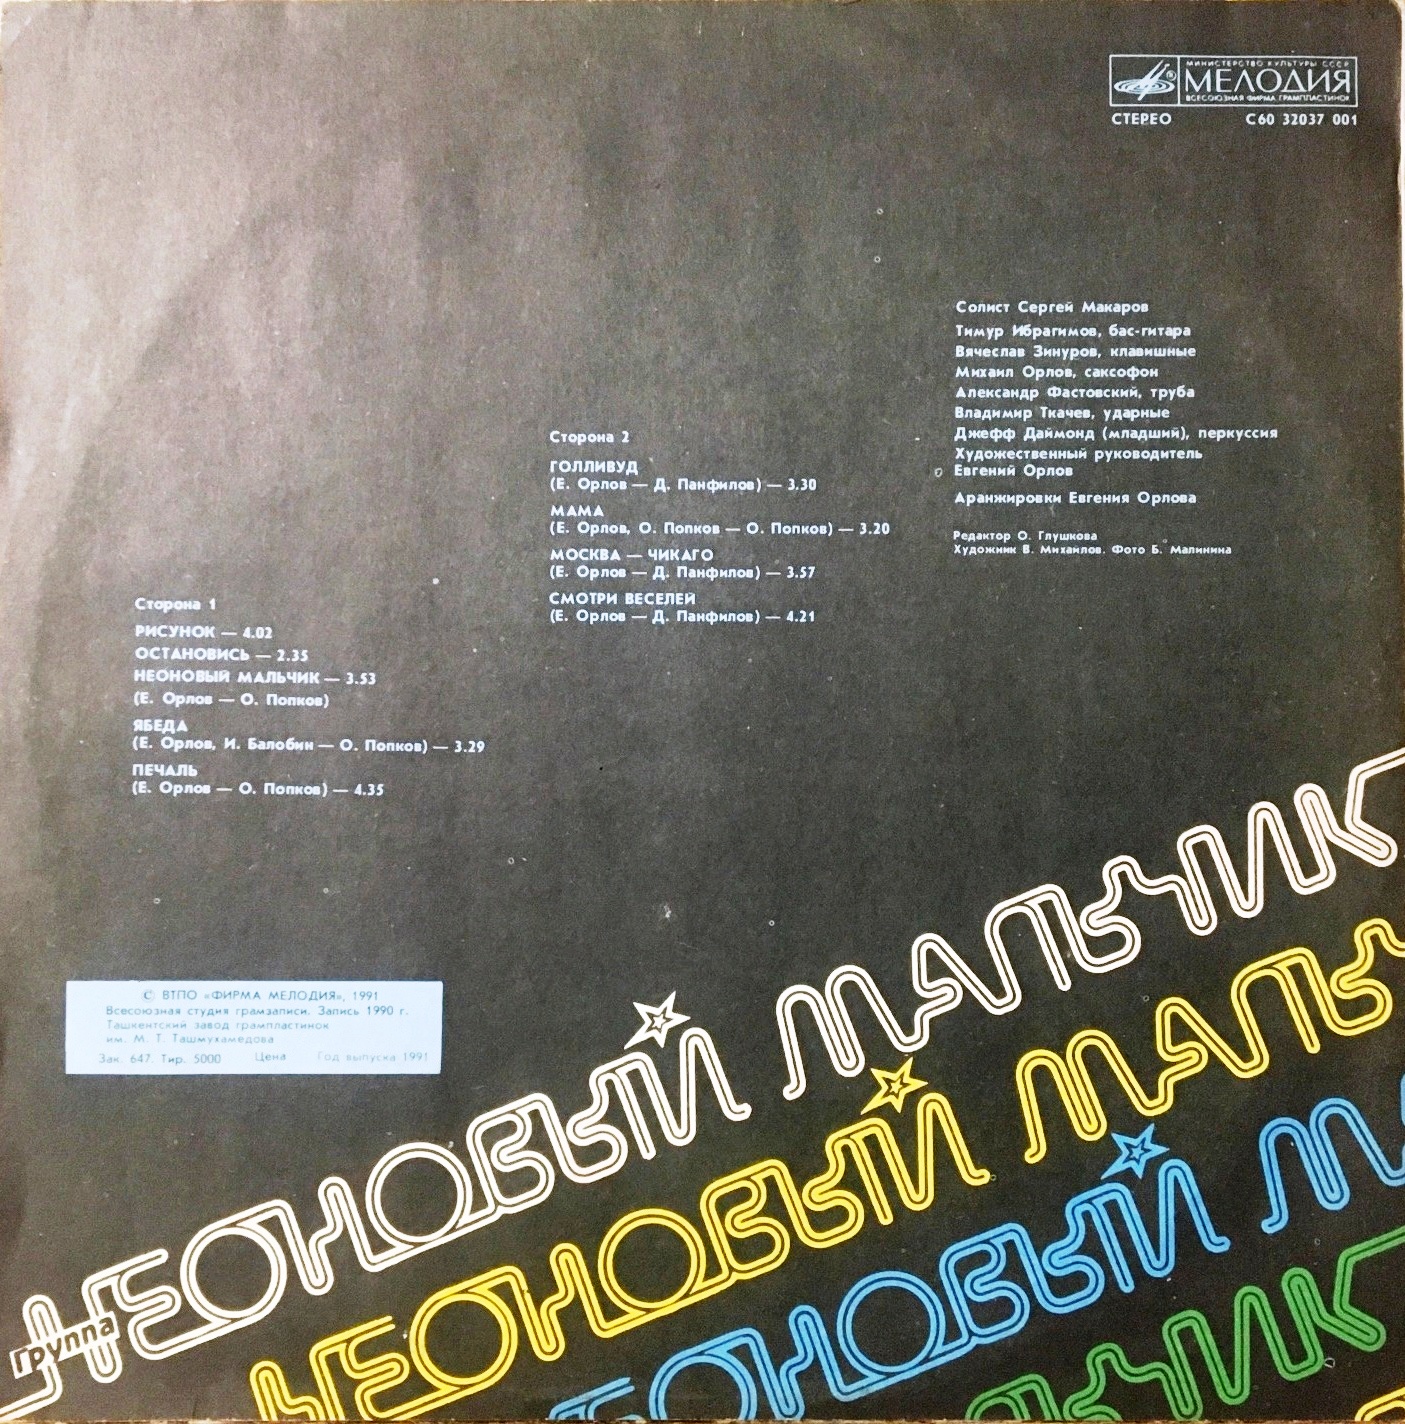 МИНИСТЕРСТВО КУЛЬТУРЫ СССР
МЕЛОДИЯ
ВСЕСОЮЗНАЯ ФИРМА ГРАМПЛАСТИНОК
СТЕРЕО С60 32037 001
Солист Сергей Макаров
Тимур Ибрагимов, бас-гитара
Вячеслав Зинуров, клавишные
Михаил Орлов, саксофон
Александр Фастовский, труба
Владимир Ткачев, ударные
Джефф Даймонд (младший), перкуссия
Художественный руководитель
Евгений Орлов
Аранжировки Евгения Орлова
Редактор О. Глушкова
Художник В. Михаилов. Фото Б. Малинина
Сторона 2
ГОЛЛИВУД
(Е. Орлов — Д. Панфилов) — 3.30
МАМА
(Е. Орлов, О. Попков — О. Попков) — 3.20
МОСКВА — ЧИКАГО
(Е. Орлов — Д. Панфилов) — 3.57
СМОТРИ ВЕСЕЛЕЙ
(Е. Орлов — Д. Панфилов) — 4.21
Сторона 1
РИСУНОК — 4.02
ОСТАНОВИСЬ — 2.35
НЕОНОВЫЙ МАЛЬЧИК — 3.53
(Е. Орлов — О. Попков)
ЯБЕДА
(Е. Орлов, И. Балобин — О. Попков) — 3.29
ПЕЧАЛЬ
(Е. Орлов — О. Попков) — 4.35
© ВТПО «ФИРМА МЕЛОДИЯ», 1991
Всесоюзная студия грамзаписи. Запись 1990 г.
Ташкентский завод грампластинок
им. М. Т. Ташмухамедова
Зак. 647. Тир. 5000 Цена Год выпуска 1991
группа
НЕОНОВЫЙ МАЛЬЧИК
НЕОНОВЫЙ МАЛЬЧ
ЕОНОВЫЙ МА
ЬЧИК